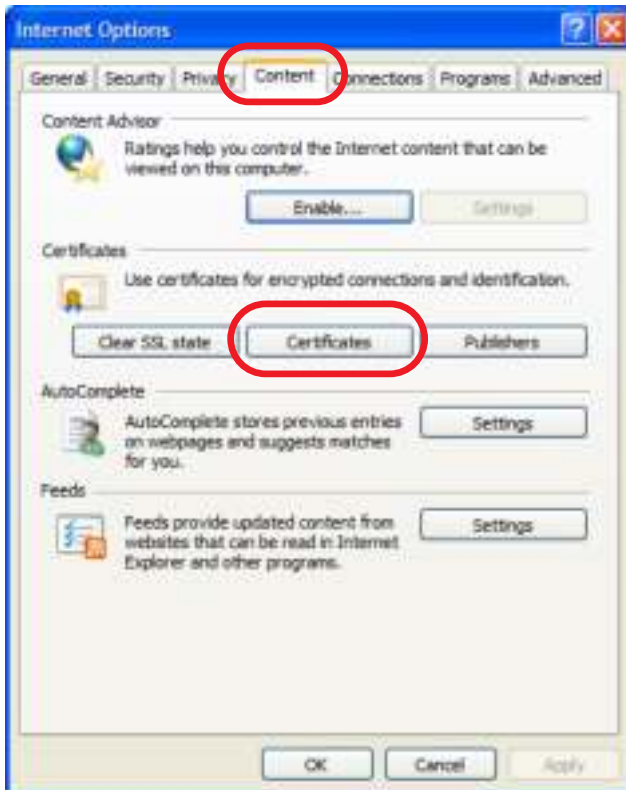 Internet Options
General Security Privacy Content Connections Programs Advanced
Content Advisor
Ratings help you control the Internet content that can be
viewed on this computer.
Enable... Settings
Certificates
Use certificates for encrypted connections and identification.
Clear SSL state Certificates Publishers
AutoComplete
AutoComplete stores previous entries
on webpages and suggests matches
for you.
Settings
Feeds
Feeds provide updated content from
websites that can be read in Internet
Explorer and other programs.
Settings
OK Cancel Apply